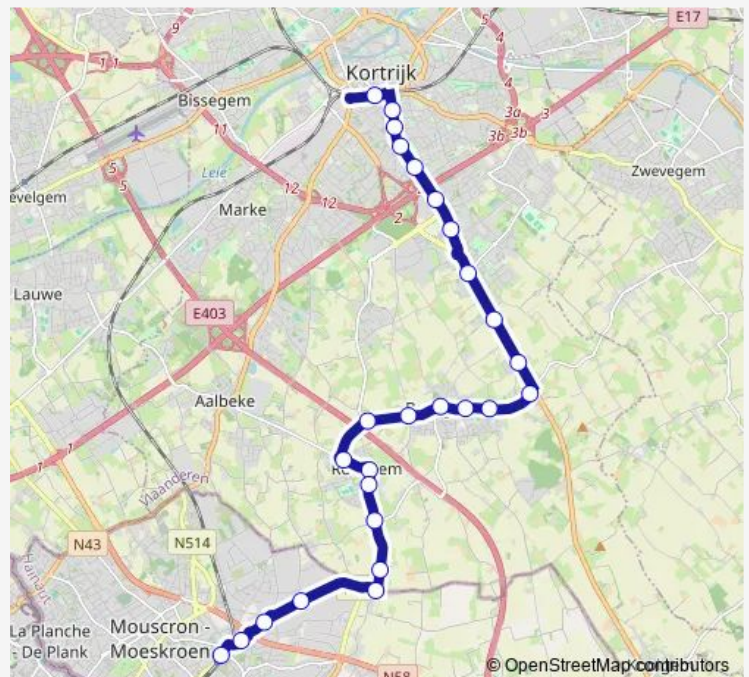 E17
5
4
9
11
Kortrijk
Bissegem
4
3a
3
3b
3b
11
5
5
Leie
evelgem
Zwevegem
12
12
2
Marke
Lauwe
E403
Aalbeke
1
1
Vlaanderen
Hainaut
N43
N514
La Planche
- De Plank
Mouscron -
Moeskroen
N58
© OpenStreetMap contributors